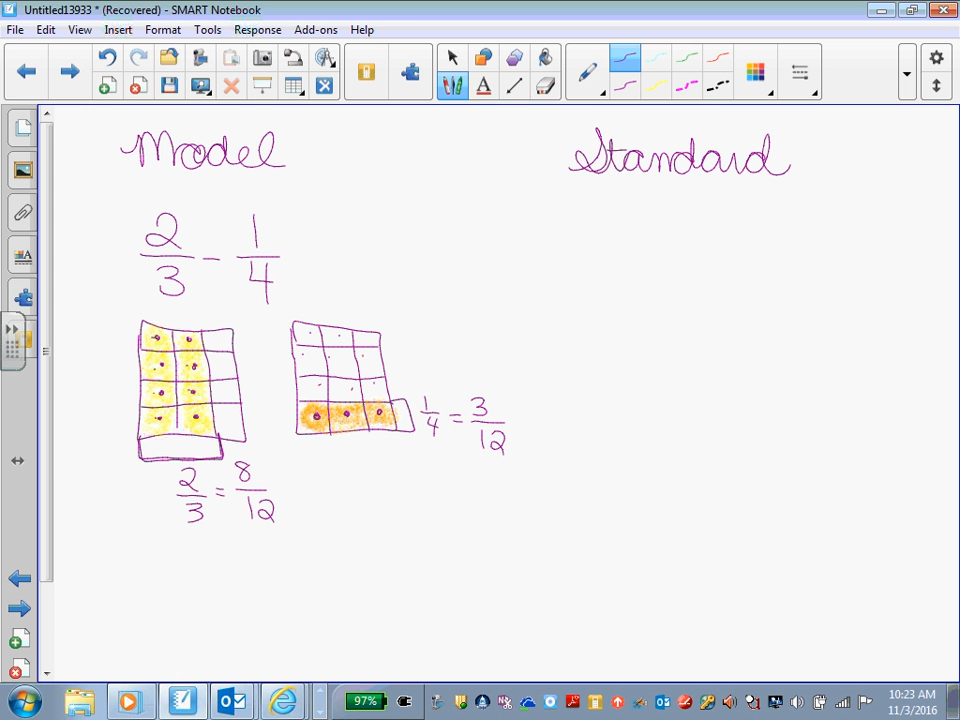 Untitled13933 * (Recovered) - SMART Notebook
File Edit View Insert Format Tools Response Add-ons Help
Model Standard
2/3 - 1/4
1/4 = 3/12
2/3 = 8/12
97%
10:23 AM
11/3/2016